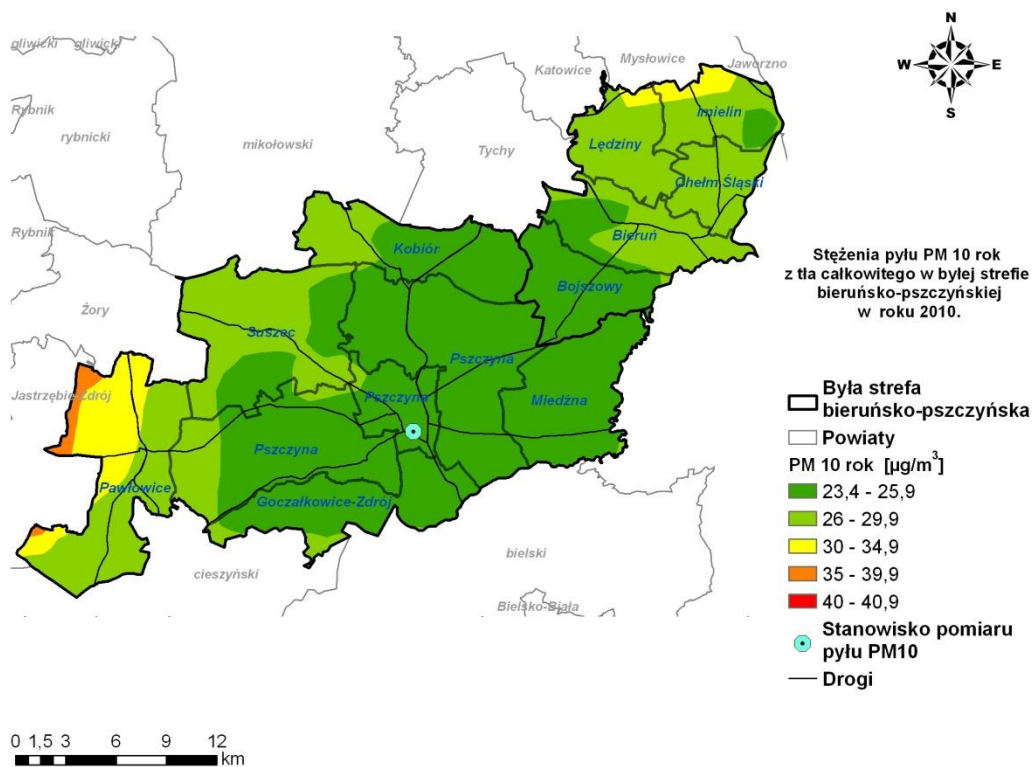 gliwicki gliwicki
Rybnik
rybnicki
mikołowski
Rybnik
Żory
Jastrzębie-Zdrój
Katowice
Mysłowice
Jaworzno
Tychy
Imielin
Lędziny
Chełm Śląski
Bieruń
Kobiór
Bojszowy
Suszec
Pszczyna
Pszczyna
Miedźna
Pszczyna
Pawłowice
Goczałkowice-Zdrój
cieszyński
bielski
Bielsko-Biała
N
W E
S
Stężenia pyłu PM 10 rok
z tła całkowitego w byłej strefie
bieruńsko-pszczyńskiej
w roku 2010.
Była strefa
bieruńsko-pszczyńska
Powiaty
PM 10 rok [µg/m³]
23,4 - 25,9
26 - 29,9
30 - 34,9
35 - 39,9
40 - 40,9
Stanowisko pomiaru
pyłu PM10
Drogi
0 1,5 3 6 9 12
km